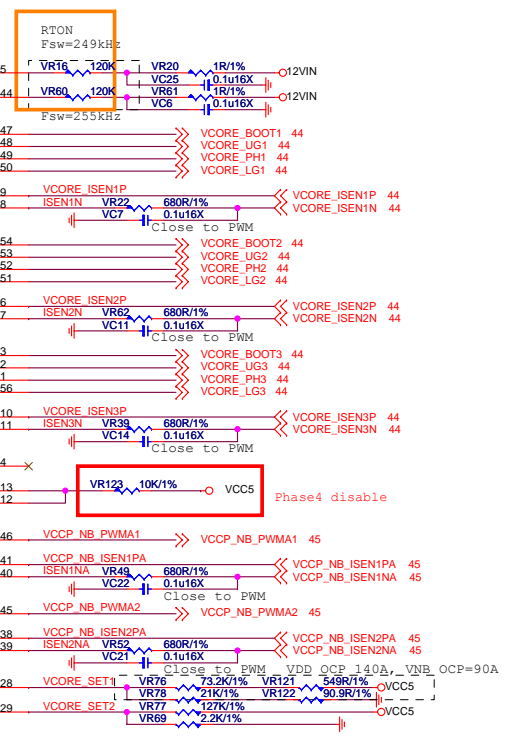 RTON
Fsw=249kHz
5 VR16 120K VR20 1R/1% 12VIN
VC25 0.1u16X
44 VR60 120K VR61 1R/1% 12VIN
VC6 0.1u16X
Fsw=255kHz
47 VCORE_BOOT1 44
48 VCORE_UG1 44
49 VCORE_PH1 44
50 VCORE_LG1 44
9 VCORE_ISEN1P VCORE_ISEN1P 44
8 ISEN1N VR22 680R/1% VCORE_ISEN1N 44
VC7 0.1u16X
Close to PWM
54 VCORE_BOOT2 44
53 VCORE_UG2 44
52 VCORE_PH2 44
51 VCORE_LG2 44
6 VCORE_ISEN2P VCORE_ISEN2P 44
7 ISEN2N VR62 680R/1% VCORE_ISEN2N 44
VC11 0.1u16X
Close to PWM
3 VCORE_BOOT3 44
2 VCORE_UG3 44
1 VCORE_PH3 44
56 VCORE_LG3 44
10 VCORE_ISEN3P VCORE_ISEN3P 44
11 ISEN3N VR39 680R/1% VCORE_ISEN3N 44
VC14 0.1u16X
Close to PWM
4
13 VR123 10K/1% VCC5
12 Phase4 disable
46 VCCP_NB_PWMA1 VCCP_NB_PWMA1 45
41 VCCP_NB_ISEN1PA VCCP_NB_ISEN1PA 45
40 ISEN1NA VR49 680R/1% VCCP_NB_ISEN1NA 45
VC22 0.1u16X
Close to PWM
45 VCCP_NB_PWMA2 VCCP_NB_PWMA2 45
38 VCCP_NB_ISEN2PA VCCP_NB_ISEN2PA 45
39 ISEN2NA VR52 680R/1% VCCP_NB_ISEN2NA 45
VC21 0.1u16X
Close to PWM VDD OCP 140A, VNB OCP=90A
28 VCORE_SET1 VR76 73.2K/1% VR121 549R/1% VCC5
VR78 21K/1% VR122 90.9R/1%
29 VCORE_SET2 VR77 127K/1% VCC5
VR69 2.2K/1%